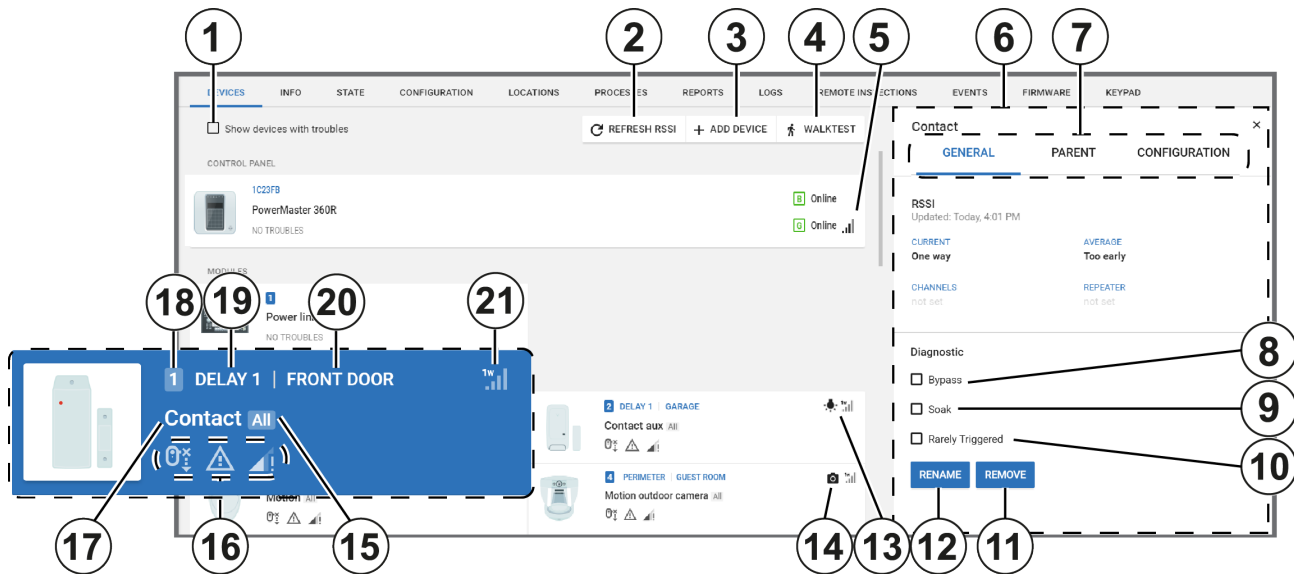 1 2 3 4 5 6 7
DEVICES INFO STATE CONFIGURATION LOCATIONS PROCESSES REPORTS LOGS REMOTE INSPECTIONS EVENTS FIRMWARE KEYPAD
Show devices with troubles
REFRESH RSSI + ADD DEVICE WALKTEST
CONTROL PANEL
1C23FB
PowerMaster 360R
NO TROUBLES
B Online
G Online
MODULES
1
Power lin
NO TROUBLES
18 19 20 21
1 DELAY 1 | FRONT DOOR 1w
Contact All
Motion All
2 DELAY 1 | GARAGE 1w
Contact aux All
4 PERIMETER | GUEST ROOM
Motion outdoor camera All
17 16 15 14 13 12 11
Contact ×
GENERAL PARENT CONFIGURATION
RSSI
Updated: Today, 4:01 PM
CURRENT AVERAGE
One way Too early
CHANNELS REPEATER
not set not set
Diagnostic
Bypass 8
Soak 9
Rarely Triggered 10
RENAME REMOVE